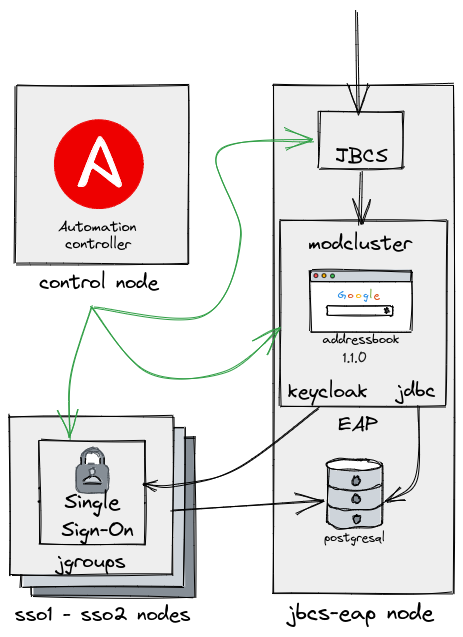 Automation
controller
control node
JBCS
modcluster
Google
addressbook
1.1.0
keycloak
jdbc
EAP
Single
Sign-On
jgroups
postgresql
sso1 - sso2 nodes
jbcs-eap node